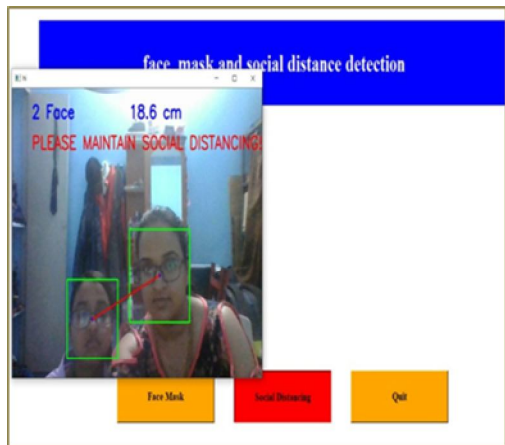 face mask and social distance detection
2 Face 18.6 cm
PLEASE MAINTAIN SOCIAL DISTANCING!
Face Mask
Social Distancing
Quit